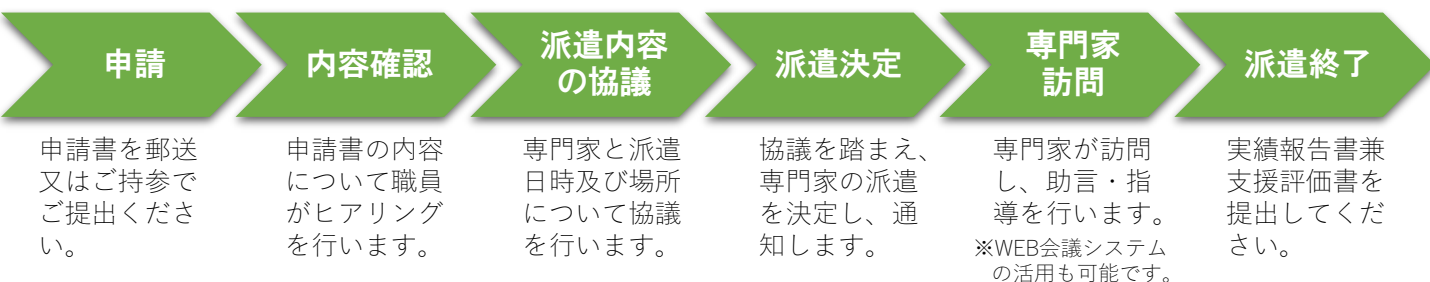 申請
申請書を郵送
又はご持参で
ご提出くださ
い。
内容確認
申請書の内容
について職員
がヒアリング
を行います。
派遣内容
の協議
専門家と派遣
日時及び場所
について協議
を行います。
派遣決定
協議を踏まえ、
専門家の派遣
を決定し、通
知します。
専門家
訪問
専門家が訪問
し、助言・指
導を行います。
※WEB会議システム
の活用も可能です。
派遣終了
実績報告書兼
支援評価書を
提出してくだ
さい。